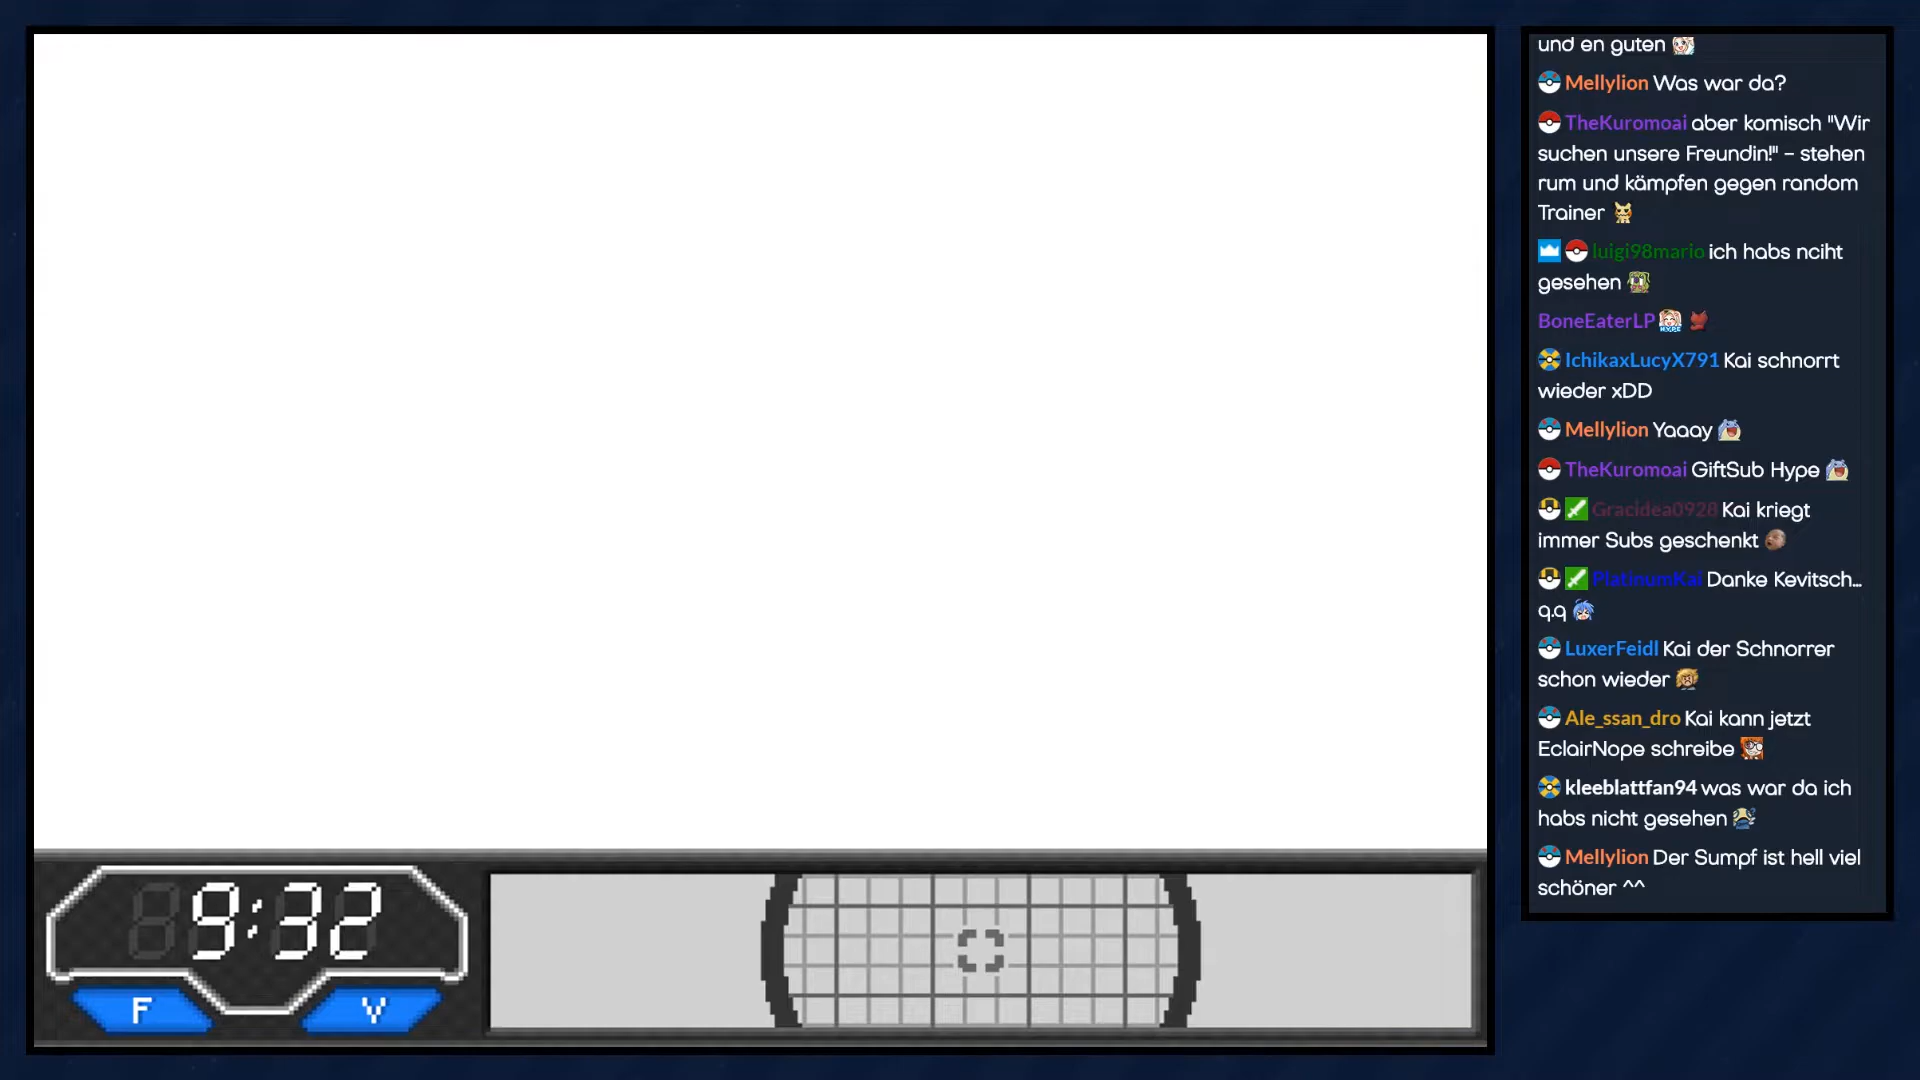 und en guten
Mellylion Was war da?
TheKuromoai aber komisch "Wir
suchen unsere Freundin!" - stehen
rum und kämpfen gegen random
Trainer
luigi98mario ich habs nciht
gesehen
BoneEaterLP
IchikaxLucyX791 Kai schnorrt
wieder xDD
Mellylion Yaaay
TheKuromoai GiftSub Hype
Gracidea0928 Kai kriegt
immer Subs geschenkt
PlatinumKai Danke Kevitsch...
q.q
LuxerFeidl Kai der Schnorrer
schon wieder
Ale_ssan_dro Kai kann jetzt
EclairNope schreibe
kleeblattfan94 was war da ich
habs nicht gesehen
Mellylion Der Sumpf ist hell viel
schöner ^^
9:32
F
V